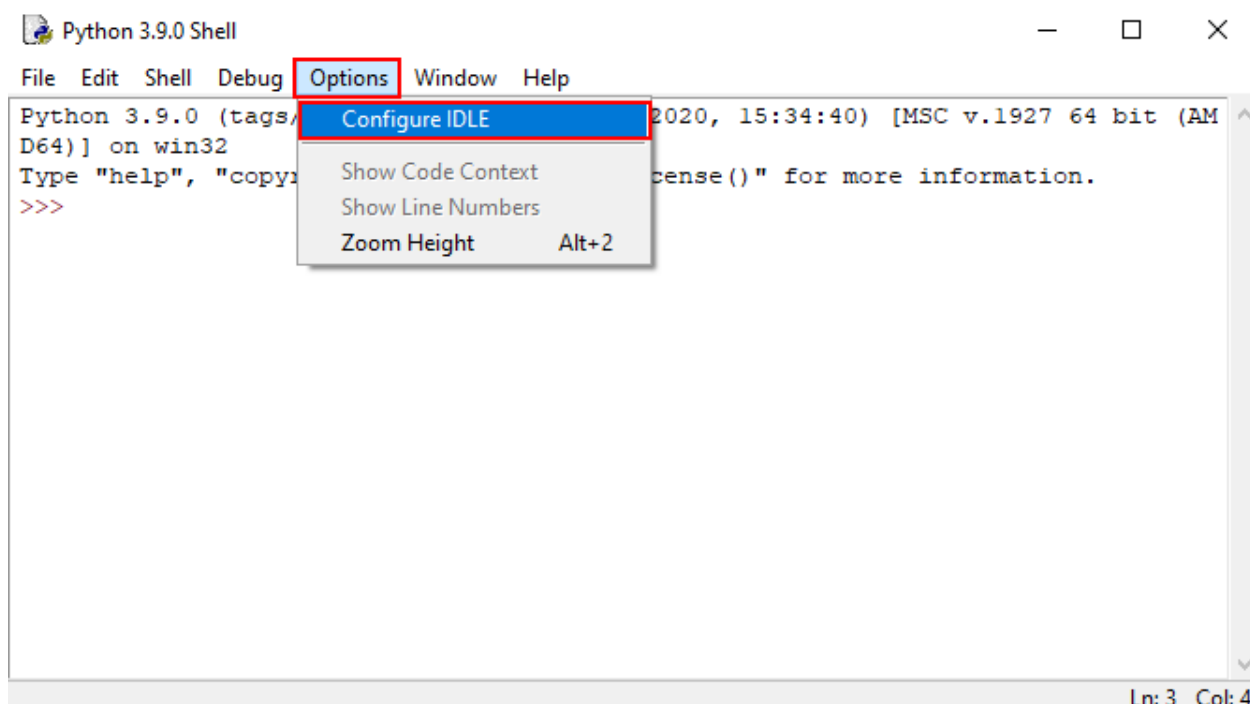 Python 3.9.0 Shell
File Edit Shell Debug Options Window Help
Python 3.9.0 (tags/ 2020, 15:34:40) [MSC v.1927 64 bit (AM
D64)] on win32
Type "help", "copyr cense()" for more information.
>>>
Configure IDLE
Show Code Context
Show Line Numbers
Zoom Height Alt+2
Ln: 3 Col: 4